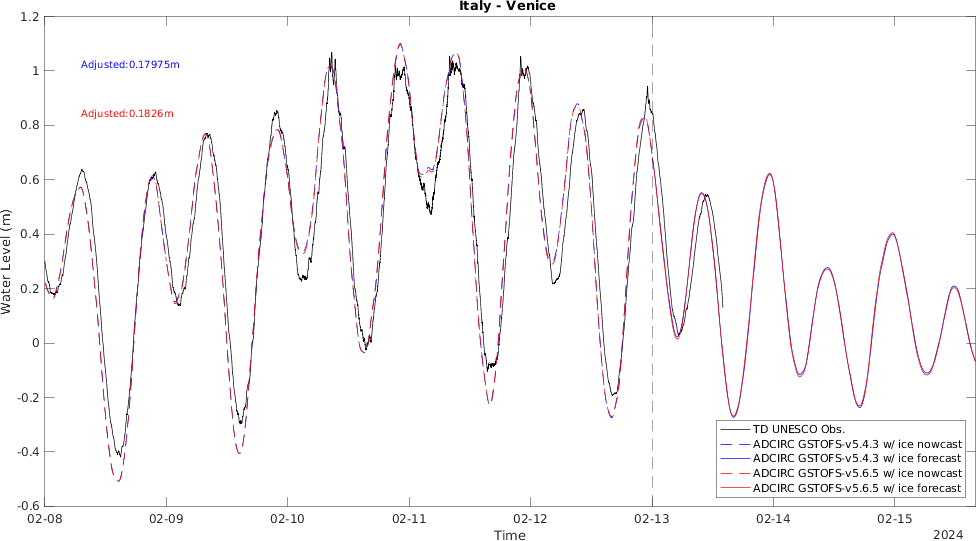 Italy - Venice
Adjusted:0.17975m
Adjusted:0.1826m
Water Level (m)
1.2
1
0.8
0.6
0.4
0.2
0
-0.2
-0.4
-0.6
TD UNESCO Obs.
ADCIRC GSTOFS-v5.4.3 w/ ice nowcast
ADCIRC GSTOFS-v5.4.3 w/ ice forecast
ADCIRC GSTOFS-v5.6.5 w/ ice nowcast
ADCIRC GSTOFS-v5.6.5 w/ ice forecast
02-08 02-09 02-10 02-11 02-12 02-13 02-14 02-15
Time
2024